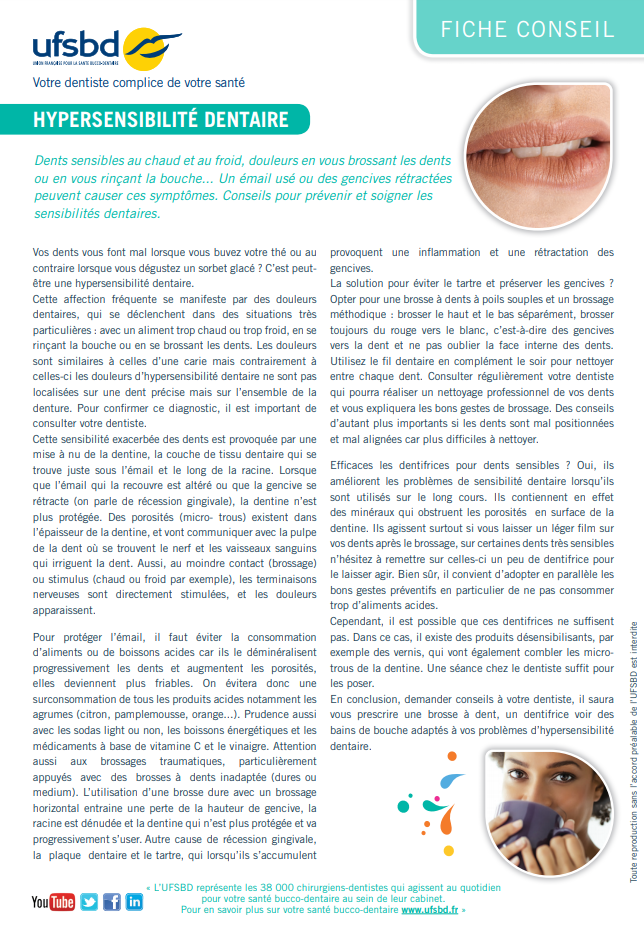 FICHE CONSEIL
ufsbd
UNION FRANÇAISE POUR LA SANTÉ BUCCO-DENTAIRE
Votre dentiste complice de votre santé
HYPERSENSIBILITÉ DENTAIRE
Dents sensibles au chaud et au froid, douleurs en vous brossant les dents
ou en vous rinçant la bouche... Un émail usé ou des gencives rétractées
peuvent causer ces symptômes. Conseils pour prévenir et soigner les
sensibilités dentaires.
Vos dents vous font mal lorsque vous buvez votre thé ou au
contraire lorsque vous dégustez un sorbet glacé ? C'est peut-
être une hypersensibilité dentaire.
Cette affection fréquente se manifeste par des douleurs
dentaires, qui se déclenchent dans des situations très
particulières : avec un aliment trop chaud ou trop froid, en se
rinçant la bouche ou en se brossant les dents. Les douleurs
sont similaires à celles d'une carie mais contrairement à
celles-ci les douleurs d'hypersensibilité dentaire ne sont pas
localisées sur une dent précise mais sur l'ensemble de la
denture. Pour confirmer ce diagnostic, il est important de
consulter votre dentiste.
Cette sensibilité exacerbée des dents est provoquée par une
mise à nu de la dentine, la couche de tissu dentaire qui se
trouve juste sous l'émail et le long de la racine. Lorsque
que l'émail qui la recouvre est altéré ou que la gencive se
rétracte (on parle de récession gingivale), la dentine n'est
plus protégée. Des porosités (micro- trous) existent dans
l'épaisseur de la dentine, et vont communiquer avec la pulpe
de la dent où se trouvent le nerf et les vaisseaux sanguins
qui irriguent la dent. Aussi, au moindre contact (brossage)
ou stimulus (chaud ou froid par exemple), les terminaisons
nerveuses sont directement stimulées, et les douleurs
apparaissent.
Pour protéger l'émail, il faut éviter la consommation
d'aliments ou de boissons acides car ils le déminéralisent
progressivement les dents et augmentent les porosités,
elles deviennent plus friables. On évitera donc une
surconsommation de tous les produits acides notamment les
agrumes (citron, pamplemousse, orange...). Prudence aussi
avec les sodas light ou non, les boissons énergétiques et les
médicaments à base de vitamine C et le vinaigre. Attention
aussi aux brossages traumatiques, particulièrement
appuyés avec des brosses à dents inadaptée (dures ou
medium). L'utilisation d'une brosse dure avec un brossage
horizontal entraine une perte de la hauteur de gencive, la
racine est dénudée et la dentine qui n'est plus protégée et va
progressivement s'user. Autre cause de récession gingivale,
la plaque dentaire et le tartre, qui lorsqu'ils s'accumulent
provoquent une inflammation et une rétractation des
gencives.
La solution pour éviter le tartre et préserver les gencives ?
Opter pour une brosse à dents à poils souples et un brossage
méthodique : brosser le haut et le bas séparément, brosser
toujours du rouge vers le blanc, c'est-à-dire des gencives
vers la dent et ne pas oublier la face interne des dents.
Utilisez le fil dentaire en complément le soir pour nettoyer
entre chaque dent. Consulter régulièrement votre dentiste
qui pourra réaliser un nettoyage professionnel de vos dents
et vous expliquera les bons gestes de brossage. Des conseils
d'autant plus importants si les dents sont mal positionnées
et mal alignées car plus difficiles à nettoyer.
Efficaces les dentifrices pour dents sensibles ? Oui, ils
améliorent les problèmes de sensibilité dentaire lorsqu'ils
sont utilisés sur le long cours. Ils contiennent en effet
des minéraux qui obstruent les porosités en surface de la
dentine. Ils agissent surtout si vous laisser un léger film sur
vos dents après le brossage, sur certaines dents très sensibles
n'hésitez à remettre sur celles-ci un peu de dentifrice pour
le laisser agir. Bien sûr, il convient d'adopter en parallèle les
bons gestes préventifs en particulier de ne pas consommer
trop d'aliments acides.
Cependant, il est possible que ces dentifrices ne suffisent
pas. Dans ce cas, il existe des produits désensibilisants, par
exemple des vernis, qui vont également combler les micro-
trous de la dentine. Une séance chez le dentiste suffit pour
les poser.
En conclusion, demander conseils à votre dentiste, il saura
vous prescrire une brosse à dent, un dentifrice voir des
bains de bouche adaptés à vos problèmes d'hypersensibilité
dentaire.
Toute reproduction sans l'accord préalable de l'UFSBD est interdite
You Tube
f
in
« L'UFSBD représente les 38 000 chirurgiens-dentistes qui agissent au quotidien
pour votre santé bucco-dentaire au sein de leur cabinet.
Pour en savoir plus sur votre santé bucco-dentaire www.ufsbd.fr »